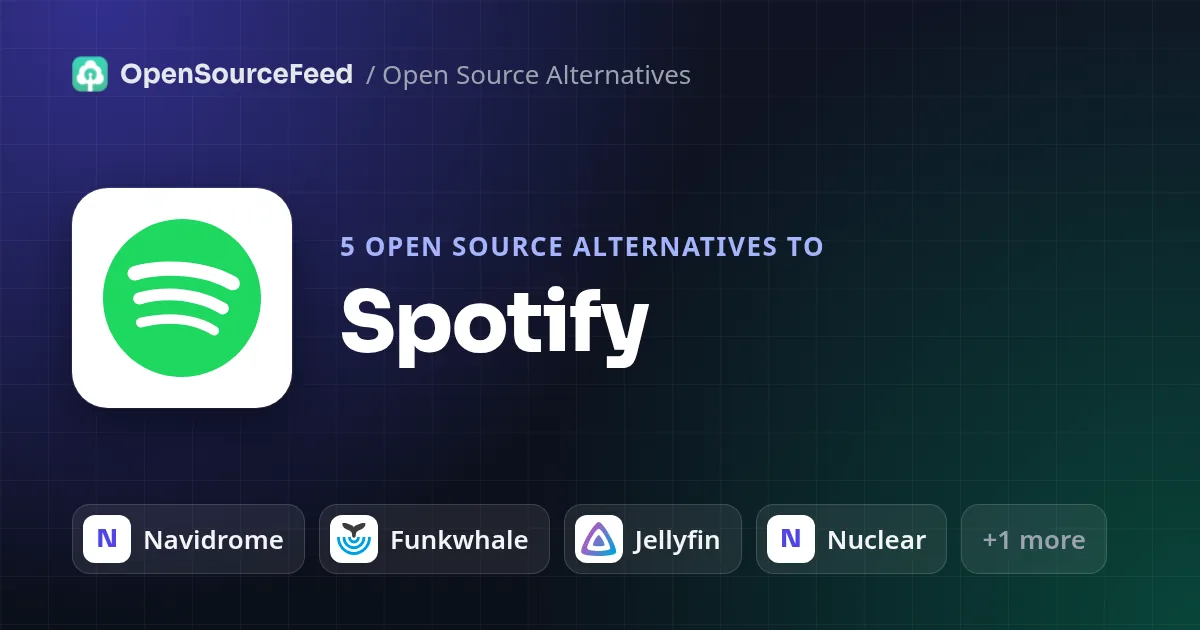 OpenSourceFeed / Open Source Alternatives
5 OPEN SOURCE ALTERNATIVES TO
Spotify
N Navidrome Funkwhale Jellyfin N Nuclear +1 more